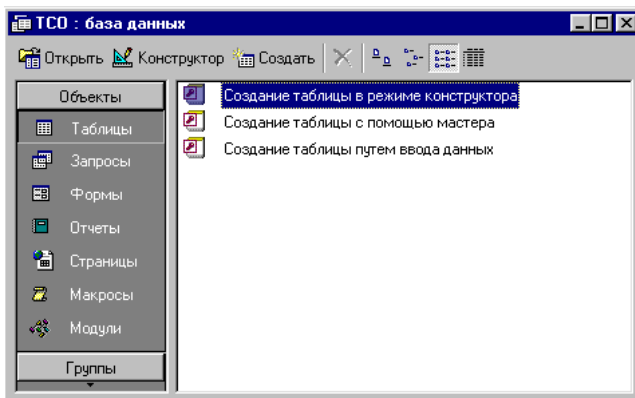 ТСО : база данных
Открыть Конструктор Создать
Объекты
Таблицы
Запросы
Формы
Отчеты
Страницы
Макросы
Модули
Группы
Создание таблицы в режиме конструктора
Создание таблицы с помощью мастера
Создание таблицы путем ввода данных